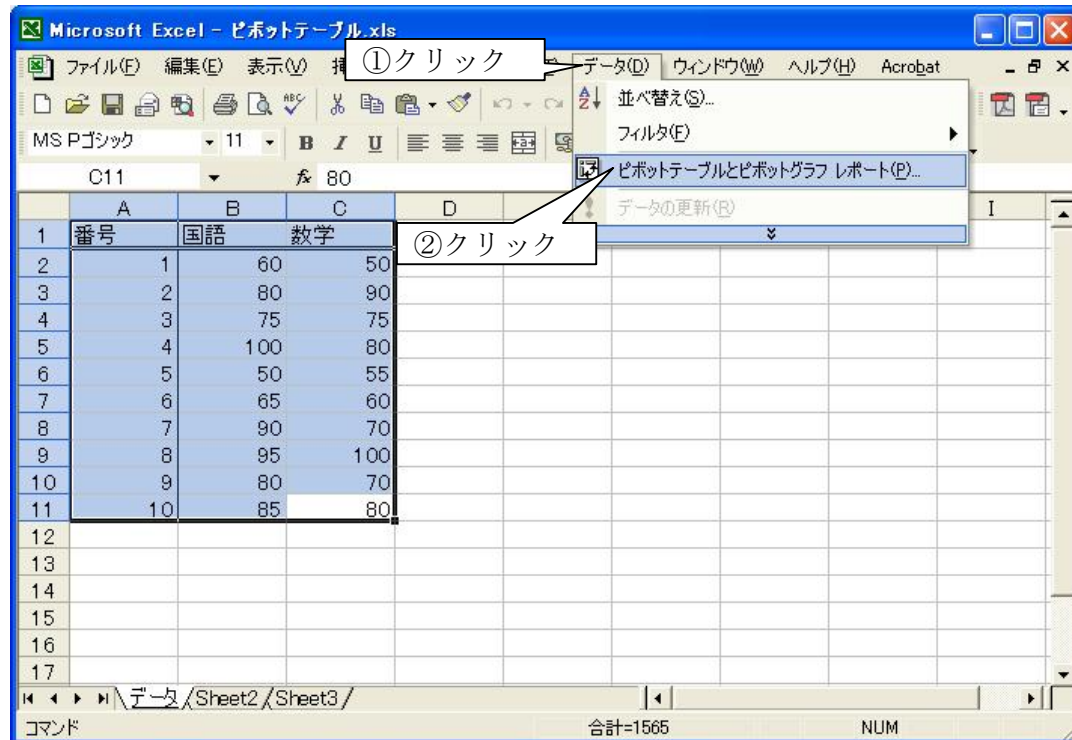 Microsoft Excel - ピボットテーブル.xls
ファイル(F) 編集(E) 表示(V) 挿 データ(D) ウィンドウ(W) ヘルプ(H) Acrobat
①クリック
並べ替え(S)...
フィルタ(F)
ピボットテーブルとピボットグラフ レポート(P)...
データの更新(R)
②クリック
MS Pゴシック 11 B I U
C11 fx 80
A B C D I
1 番号 国語 数学
2 1 60 50
3 2 80 90
4 3 75 75
5 4 100 80
6 5 50 55
7 6 65 60
8 7 90 70
9 8 95 100
10 9 80 70
11 10 85 80
12
13
14
15
16
17
データ Sheet2 Sheet3
コマンド 合計=1565 NUM